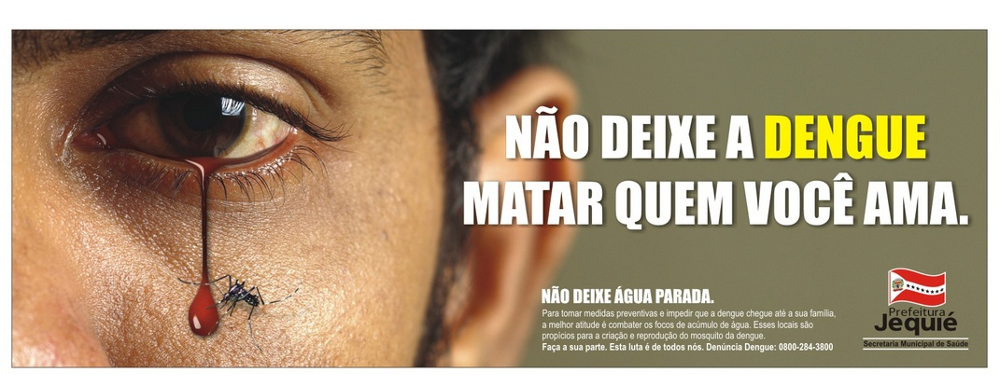 NÃO DEIXE A DENGUE
MATAR QUEM VOCÊ AMA.
NÃO DEIXE ÁGUA PARADA.
Para tomar medidas preventivas e impedir que a dengue chegue até a sua família,
a melhor atitude é combater os focos de acúmulo de água. Esses locais são
propícios para a criação e reprodução do mosquito da dengue.
Faça a sua parte. Esta luta é de todos nós. Denúncia Dengue: 0800-284-3800
Prefeitura
Jequié
Secretaria Municipal de Saúde